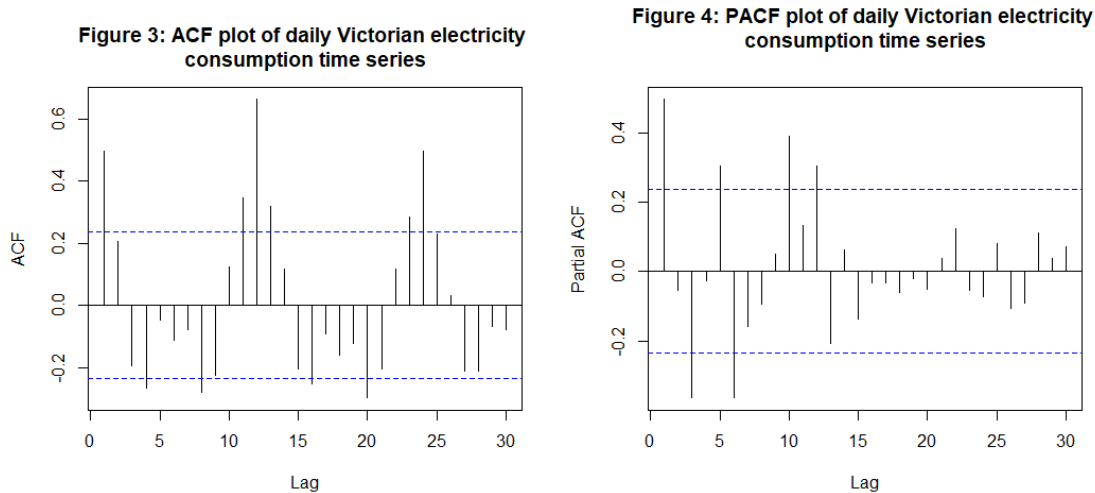 Figure 3: ACF plot of daily Victorian electricity
consumption time series
ACF
0.6
0.4
0.2
0.0
-0.2
0 5 10 15 20 25 30
Lag
Figure 4: PACF plot of daily Victorian electricity
consumption time series
Partial ACF
0.4
0.2
0.0
-0.2
0 5 10 15 20 25 30
Lag